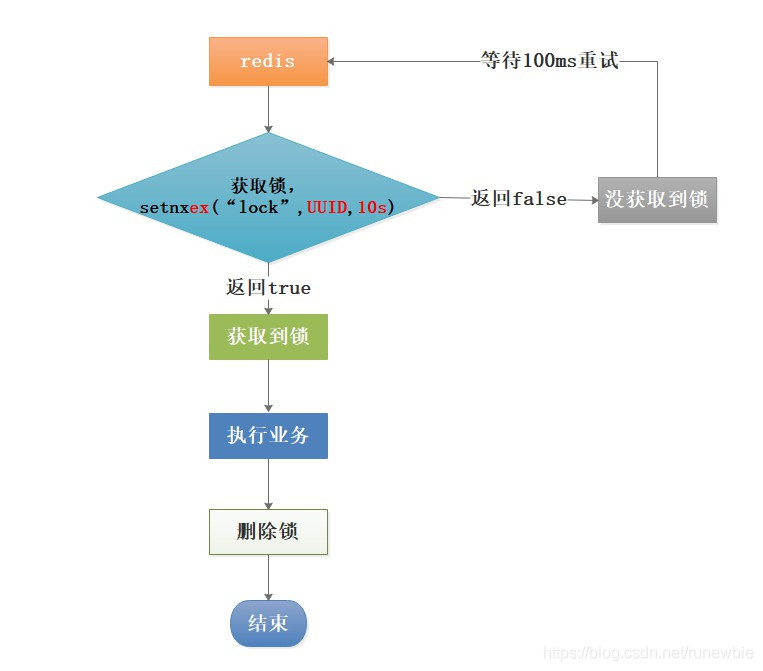 redis
等待100ms重试
获取锁，
setnxex(“lock”,UUID,10s)
返回false
没获取到锁
返回true
获取到锁
执行业务
删除锁
结束
https://blog.csdn.net/runewbie